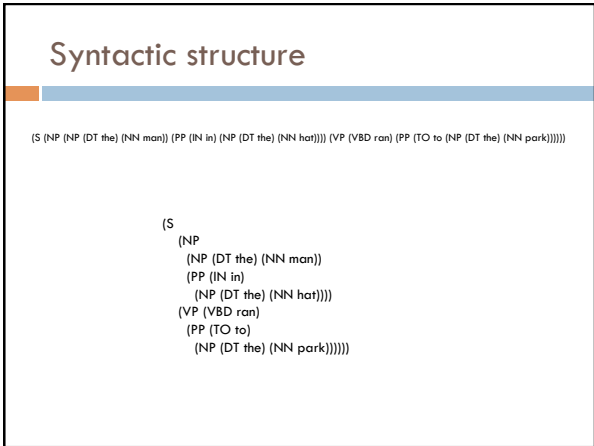 Syntactic structure
(S (NP (NP (DT the) (NN man)) (PP (IN in) (NP (DT the) (NN hat)))) (VP (VBD ran) (PP (TO to (NP (DT the) (NN park))))))
(S
(NP
(NP (DT the) (NN man))
(PP (IN in)
(NP (DT the) (NN hat))))
(VP (VBD ran)
(PP (TO to)
(NP (DT the) (NN park))))))